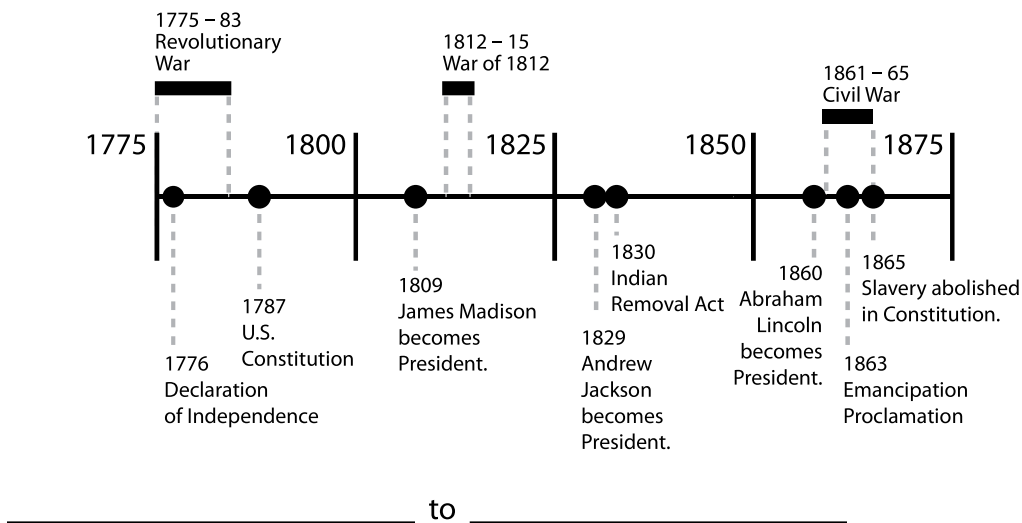 1775 – 83
Revolutionary
War
1812 – 15
War of 1812
1861 – 65
Civil War
1775
1800
1825
1850
1875
1776
Declaration
of Independence
1787
U.S.
Constitution
1809
James Madison
becomes
President.
1829
Andrew
Jackson
becomes
President.
1830
Indian
Removal Act
1860
Abraham
Lincoln
becomes
President.
1863
Emancipation
Proclamation
1865
Slavery abolished
in Constitution.
to